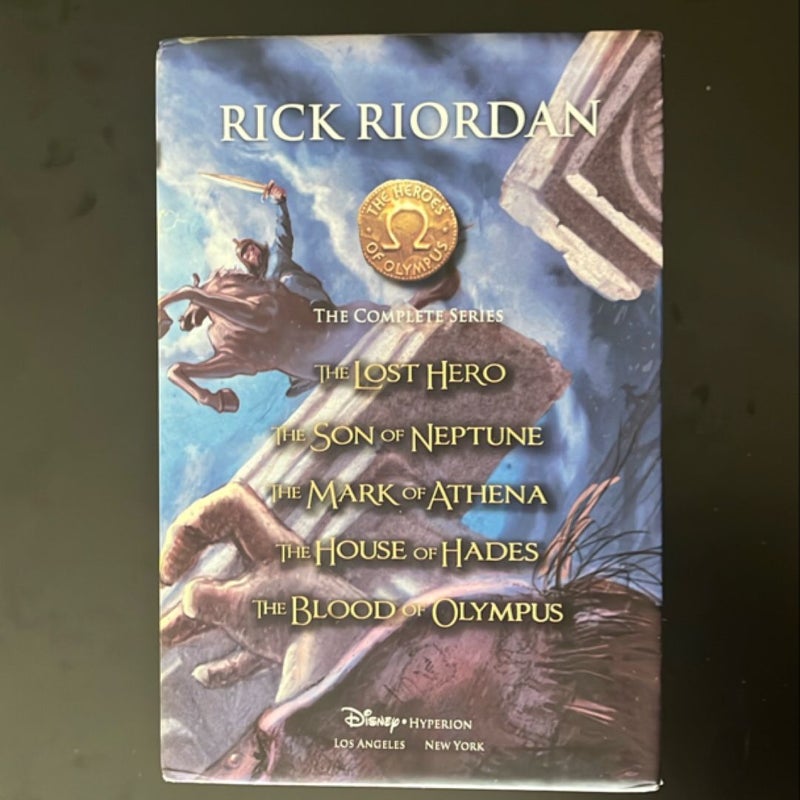 RICK RIORDAN
THE HEROES
OF OLYMPUS
Ω
THE COMPLETE SERIES
THE LOST HERO
THE SON OF NEPTUNE
THE MARK OF ATHENA
THE HOUSE OF HADES
THE BLOOD OF OLYMPUS
Disney • HYPERION
LOS ANGELES NEW YORK